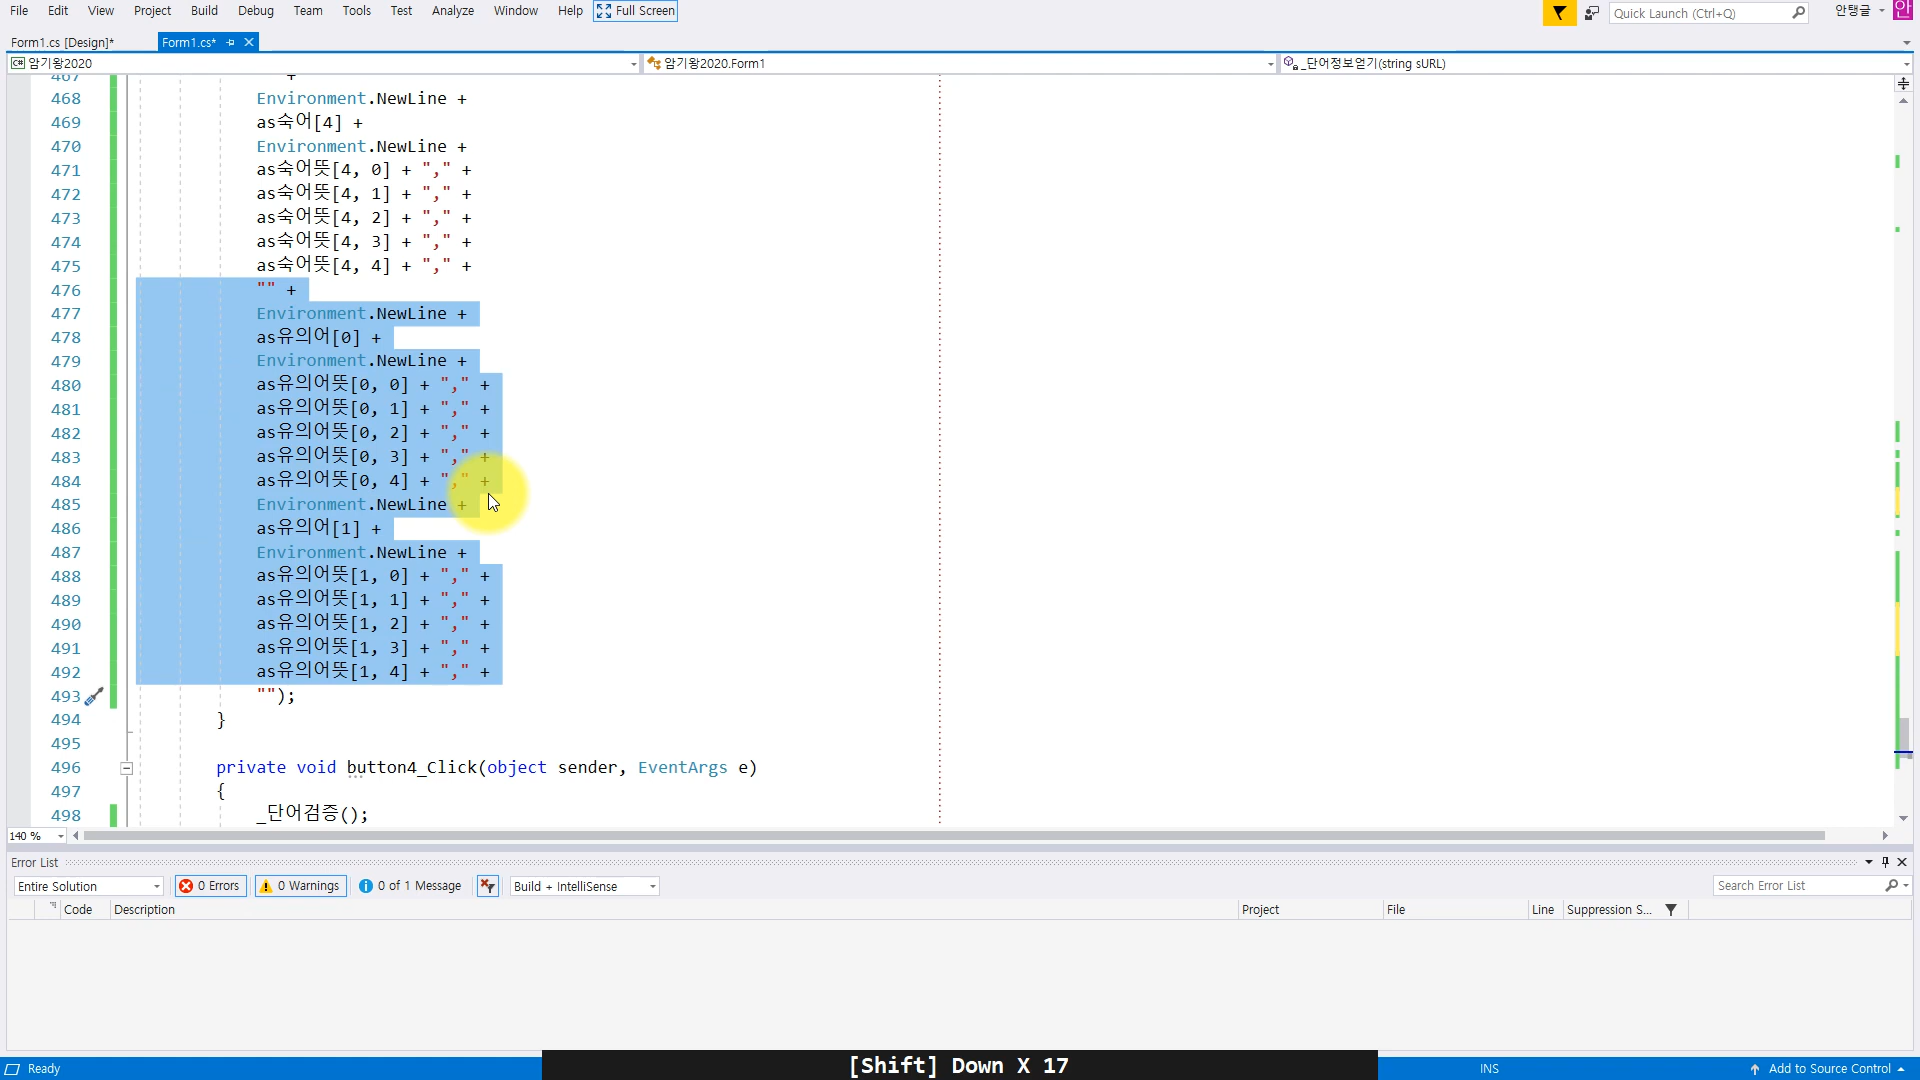 File Edit View Project Build Debug Team Tools Test Analyze Window Help Full Screen Quick Launch (Ctrl+Q) 안탱글 안
Form1.cs [Design]* Form1.cs*
C# 암기왕2020 암기왕2020.Form1 _단어정보얻기(string sURL)
467 "" +
468 Environment.NewLine +
469 as숙어[4] +
470 Environment.NewLine +
471 as숙어뜻[4, 0] + "," +
472 as숙어뜻[4, 1] + "," +
473 as숙어뜻[4, 2] + "," +
474 as숙어뜻[4, 3] + "," +
475 as숙어뜻[4, 4] + "," +
476 "" +
477 Environment.NewLine +
478 as유의어[0] +
479 Environment.NewLine +
480 as유의어뜻[0, 0] + "," +
481 as유의어뜻[0, 1] + "," +
482 as유의어뜻[0, 2] + "," +
483 as유의어뜻[0, 3] + "," +
484 as유의어뜻[0, 4] + "," +
485 Environment.NewLine +
486 as유의어[1] +
487 Environment.NewLine +
488 as유의어뜻[1, 0] + "," +
489 as유의어뜻[1, 1] + "," +
490 as유의어뜻[1, 2] + "," +
491 as유의어뜻[1, 3] + "," +
492 as유의어뜻[1, 4] + "," +
493 "");
494 }
495
496 private void button4_Click(object sender, EventArgs e)
497 {
498 _단어검증();
140 %
Error List
Entire Solution 0 Errors 0 Warnings 0 of 1 Message Build + IntelliSense Search Error List
Code Description Project File Line Suppression S...
Ready [Shift] Down X 17 INS Add to Source Control